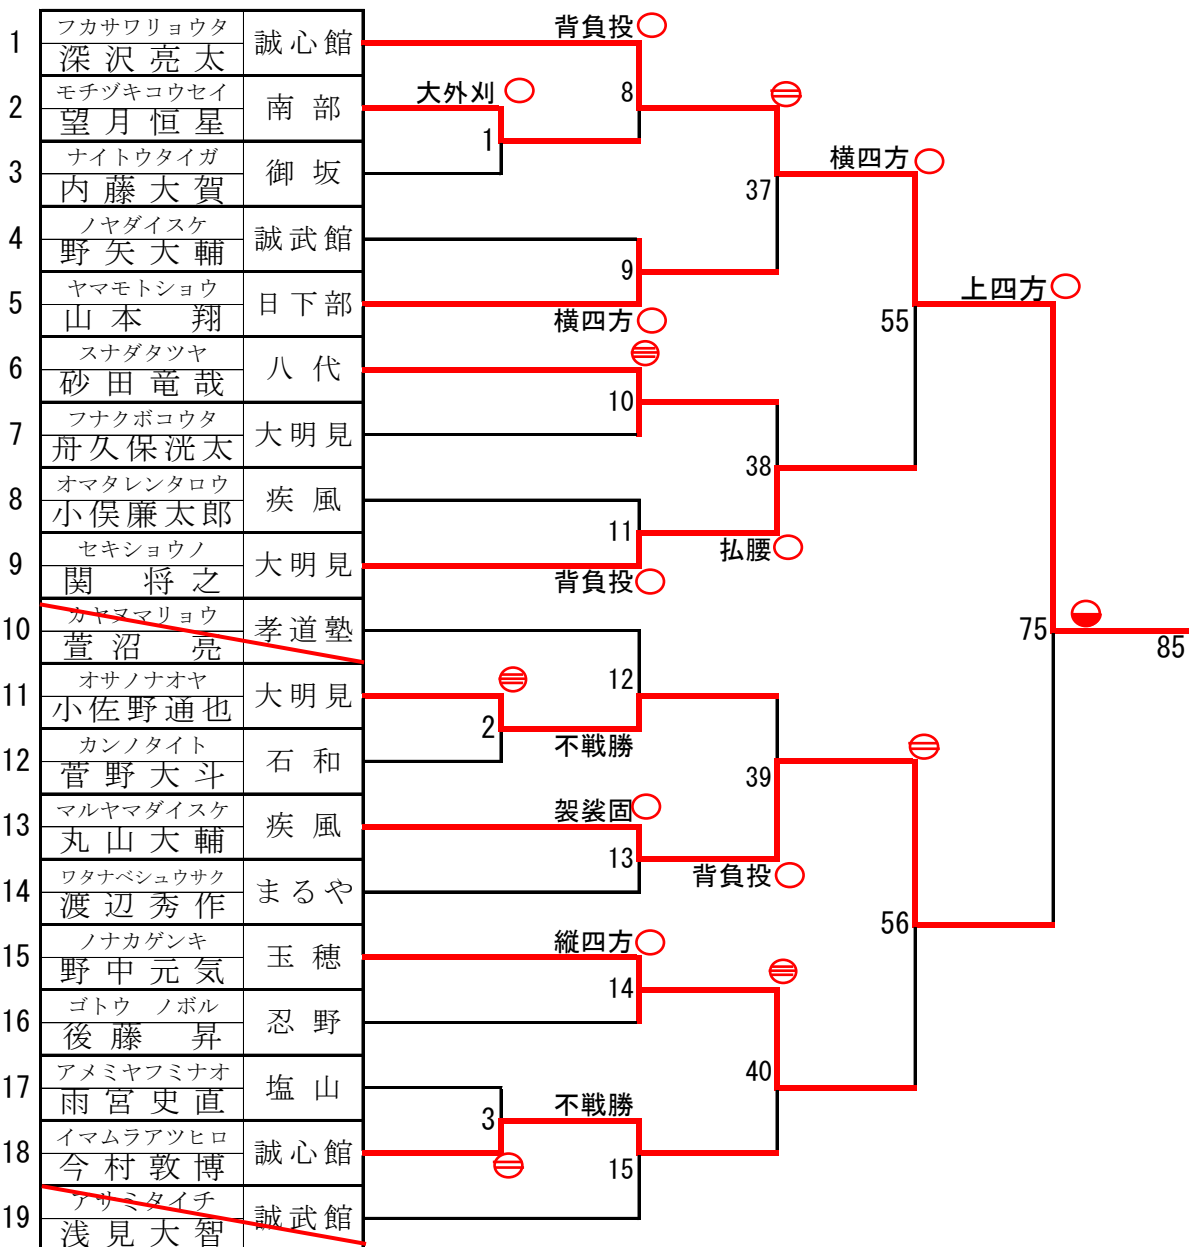 1 フカサワリョウタ 深沢亮太 誠心館
2 モチヅキコウセイ 望月恒星 南部
3 ナイトウタイガ 内藤大賀 御坂
4 ノヤダイスケ 野矢大輔 誠武館
5 ヤマモトショウ 山本 翔 日下部
6 スナダタツヤ 砂田竜哉 八代
7 フナクボコウタ 舟久保洸太 大明見
8 オマタレンタロウ 小俣廉太郎 疾風
9 セキショウノ 関 将之 大明見
10 カヤヌマリョウ 萱沼 亮 孝道塾
11 オサノナオヤ 小佐野通也 大明見
12 カンノタイト 菅野大斗 石和
13 マルヤマダイスケ 丸山大輔 疾風
14 ワタナベシュウサク 渡辺秀作 まるや
15 ノナカゲンキ 野中元気 玉穂
16 ゴトウ ノボル 後藤 昇 忍野
17 アメミヤフミナオ 雨宮史直 塩山
18 イマムラアツヒロ 今村敦博 誠心館
19 アサミタイチ 浅見大智 誠武館
大外刈
1
2
3
背負投
8
9
横四方
10
11
背負投
12
不戦勝
袈裟固
13
縦四方
14
不戦勝
15
37
38
払腰
39
背負投
40
横四方
55
56
上四方
75
85